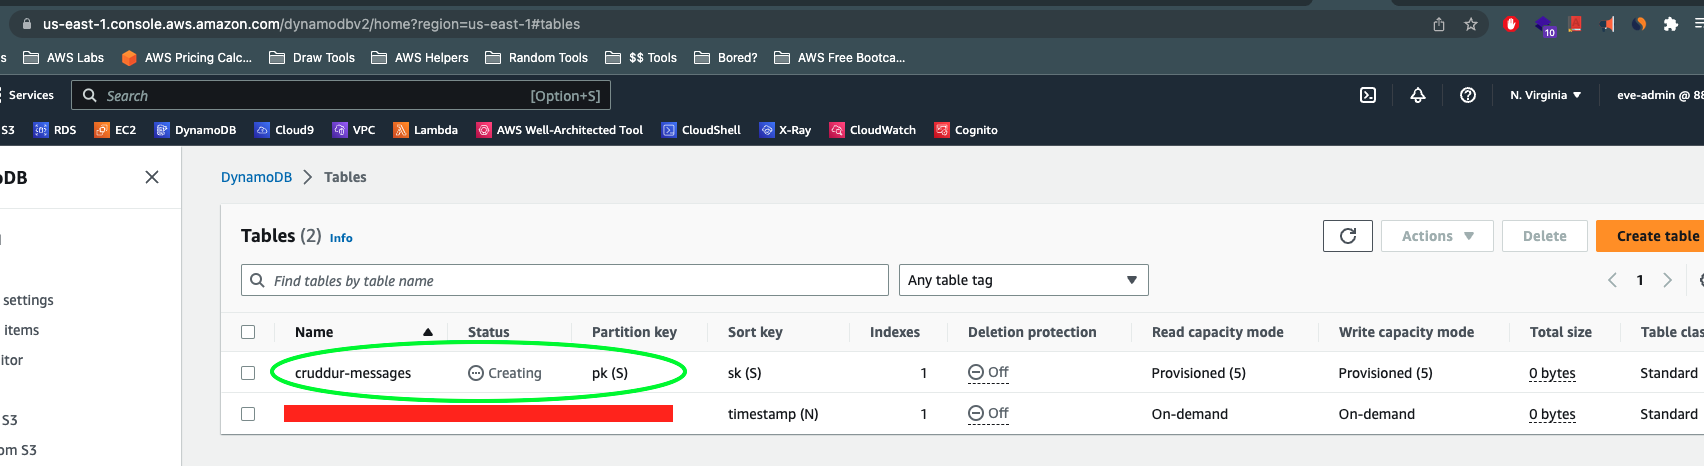 us-east-1.console.aws.amazon.com/dynamodbv2/home?region=us-east-1#tables
10
s AWS Labs AWS Pricing Calc... Draw Tools AWS Helpers Random Tools $$ Tools Bored? AWS Free Bootca...
Services Search [Option+S] N. Virginia eve-admin @ 88
S3 RDS EC2 DynamoDB Cloud9 VPC Lambda AWS Well-Architected Tool CloudShell X-Ray CloudWatch Cognito
oDB
DynamoDB Tables
Tables (2) Info
Actions Delete Create table
Find tables by table name Any table tag 1
settings
items
itor
S3
om S3
Name Status Partition key Sort key Indexes Deletion protection Read capacity mode Write capacity mode Total size Table clas
cruddur-messages Creating pk (S) sk (S) 1 Off Provisioned (5) Provisioned (5) 0 bytes Standard
timestamp (N) 1 Off On-demand On-demand 0 bytes Standard